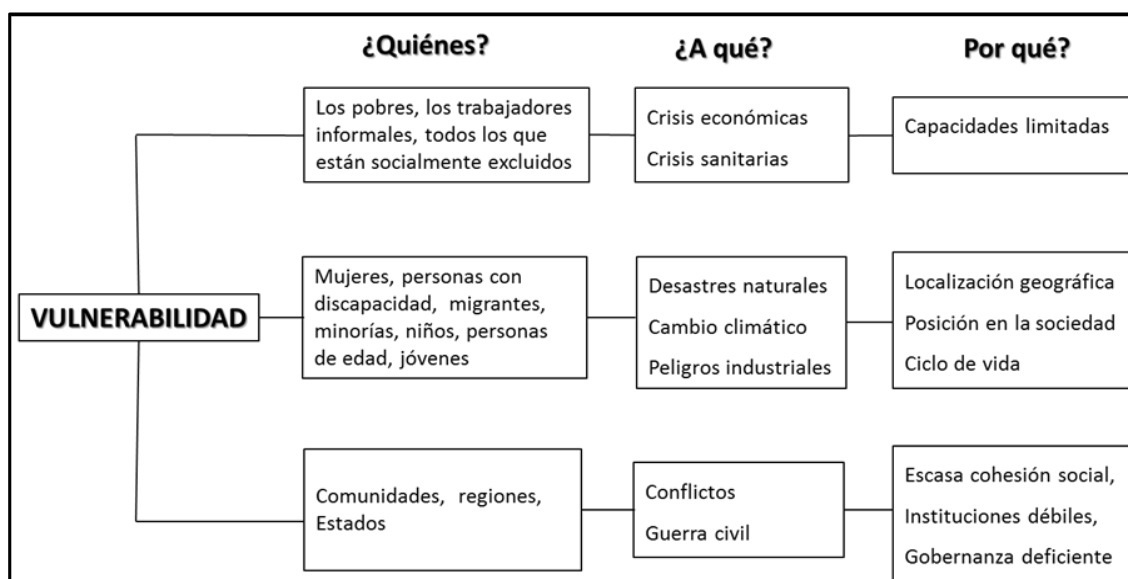 ¿Quiénes?
¿A qué?
Por qué?
Los pobres, los trabajadores
informales, todos los que
están socialmente excluidos
Crisis económicas
Crisis sanitarias
Capacidades limitadas
VULNERABILIDAD
Mujeres, personas con
discapacidad, migrantes,
minorías, niños, personas
de edad, jóvenes
Desastres naturales
Cambio climático
Peligros industriales
Localización geográfica
Posición en la sociedad
Ciclo de vida
Comunidades, regiones,
Estados
Conflictos
Guerra civil
Escasa cohesión social,
Instituciones débiles,
Gobernanza deficiente